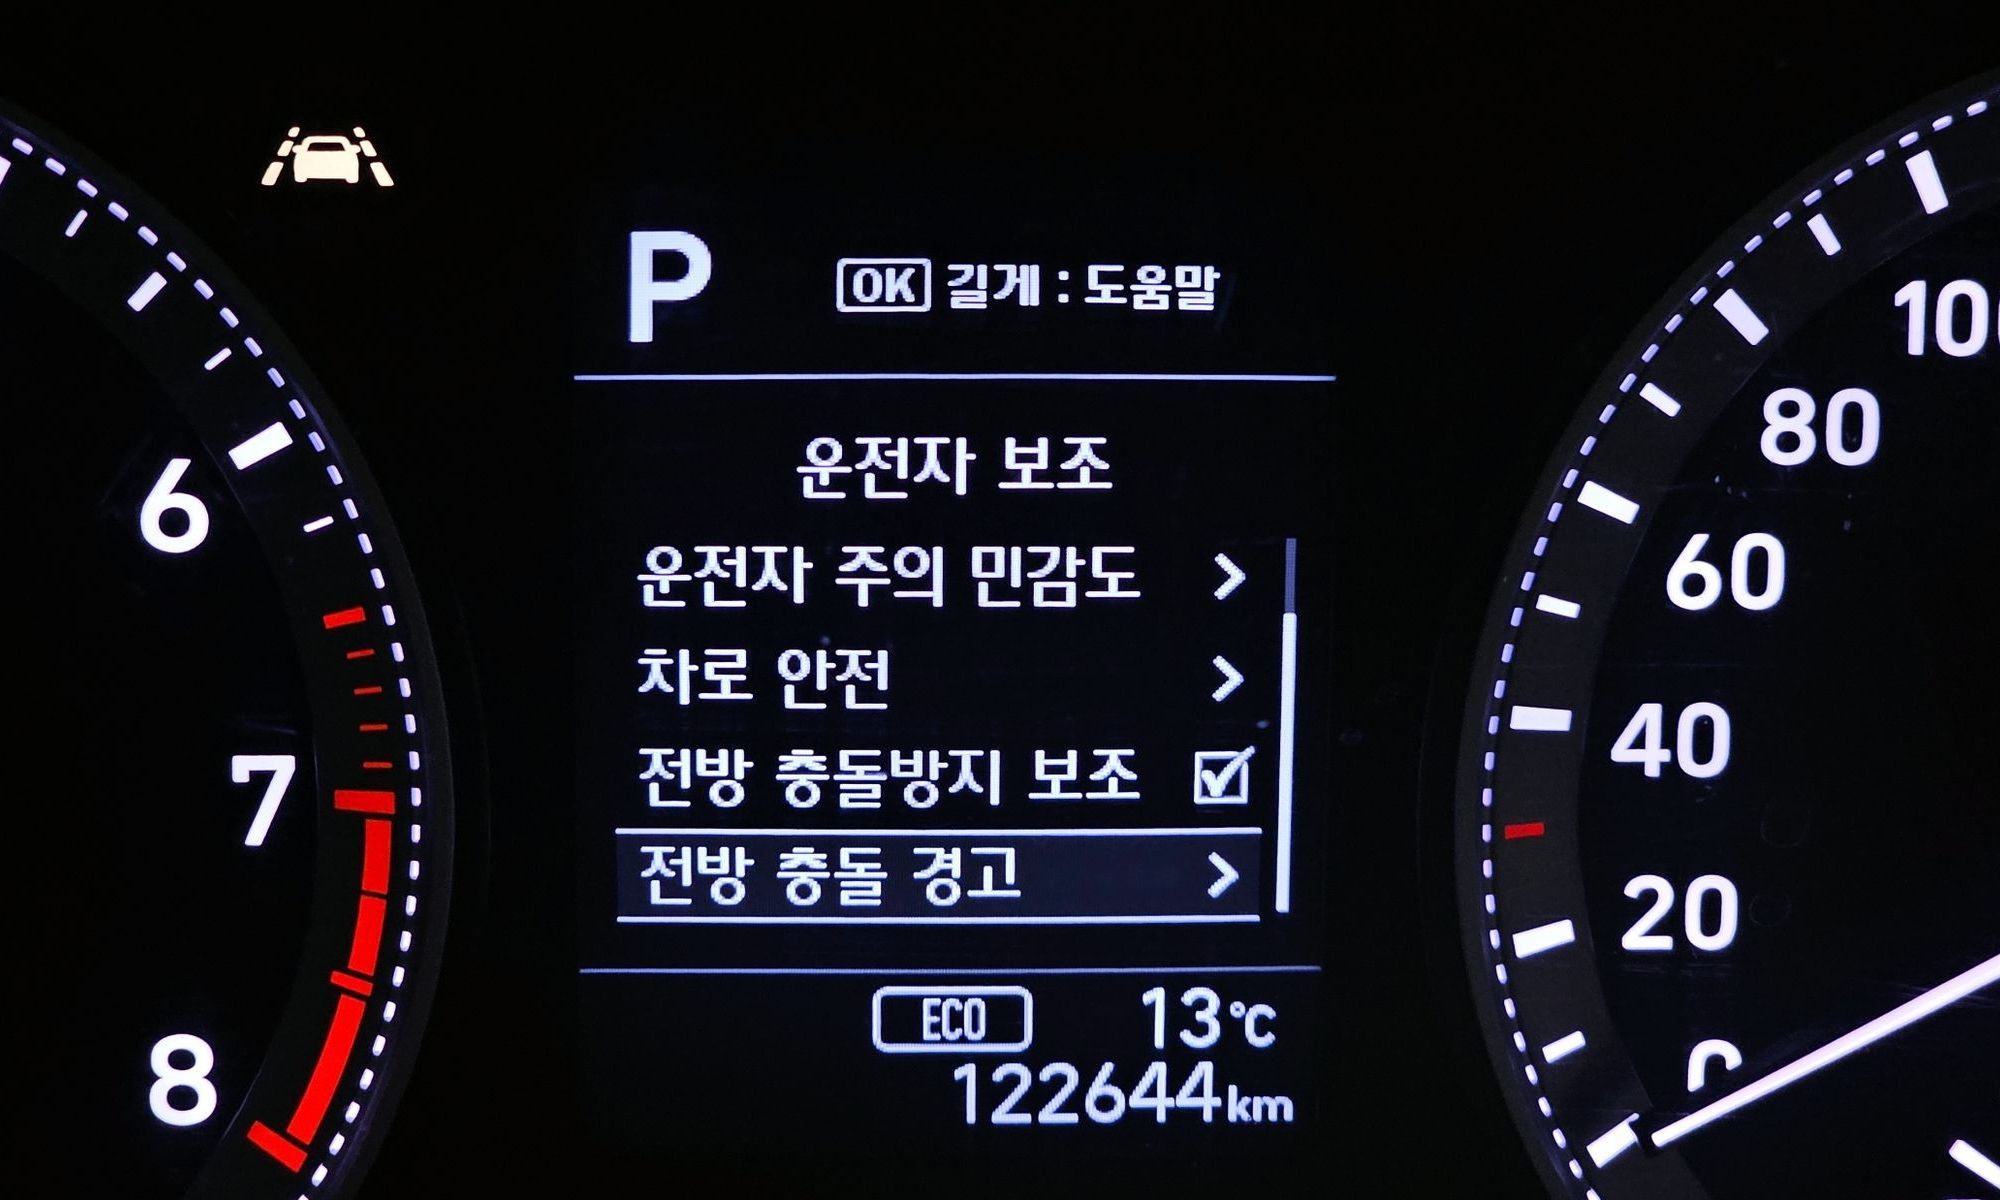 P
OK 길게 : 도움말
운전자 보조
운전자 주의 민감도 >
차로 안전 >
전방 충돌방지 보조
전방 충돌 경고 >
ECO 13℃
122644km
6
7
8
100
80
60
40
20
0